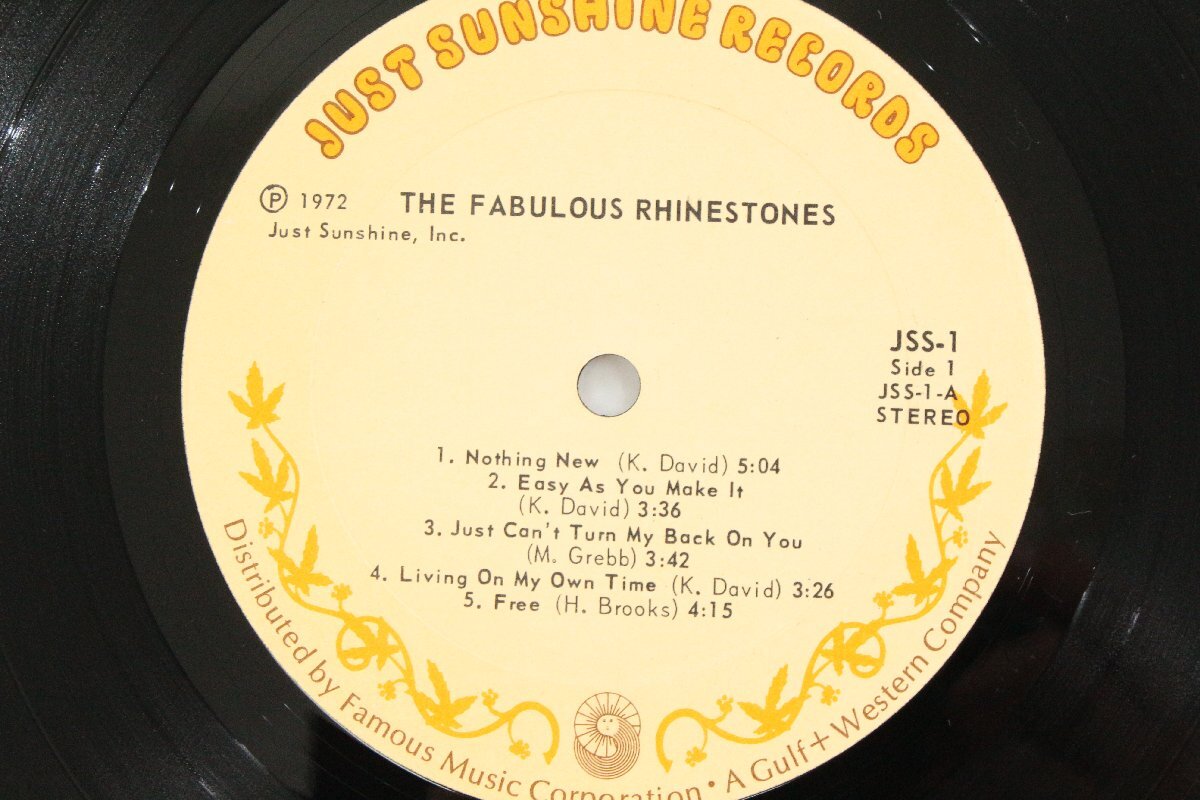 JUST SUNSHINE RECORDS
Ⓟ 1972 THE FABULOUS RHINESTONES
Just Sunshine, Inc.
JSS-1
Side 1
JSS-1-A
STEREO
1. Nothing New (K. David) 5:04
2. Easy As You Make It
(K. David) 3:36
3. Just Can't Turn My Back On You
(M. Grebb) 3:42
4. Living On My Own Time (K. David) 3:26
5. Free (H. Brooks) 4:15
Distributed by Famous Music Corporation • A Gulf+Western Company